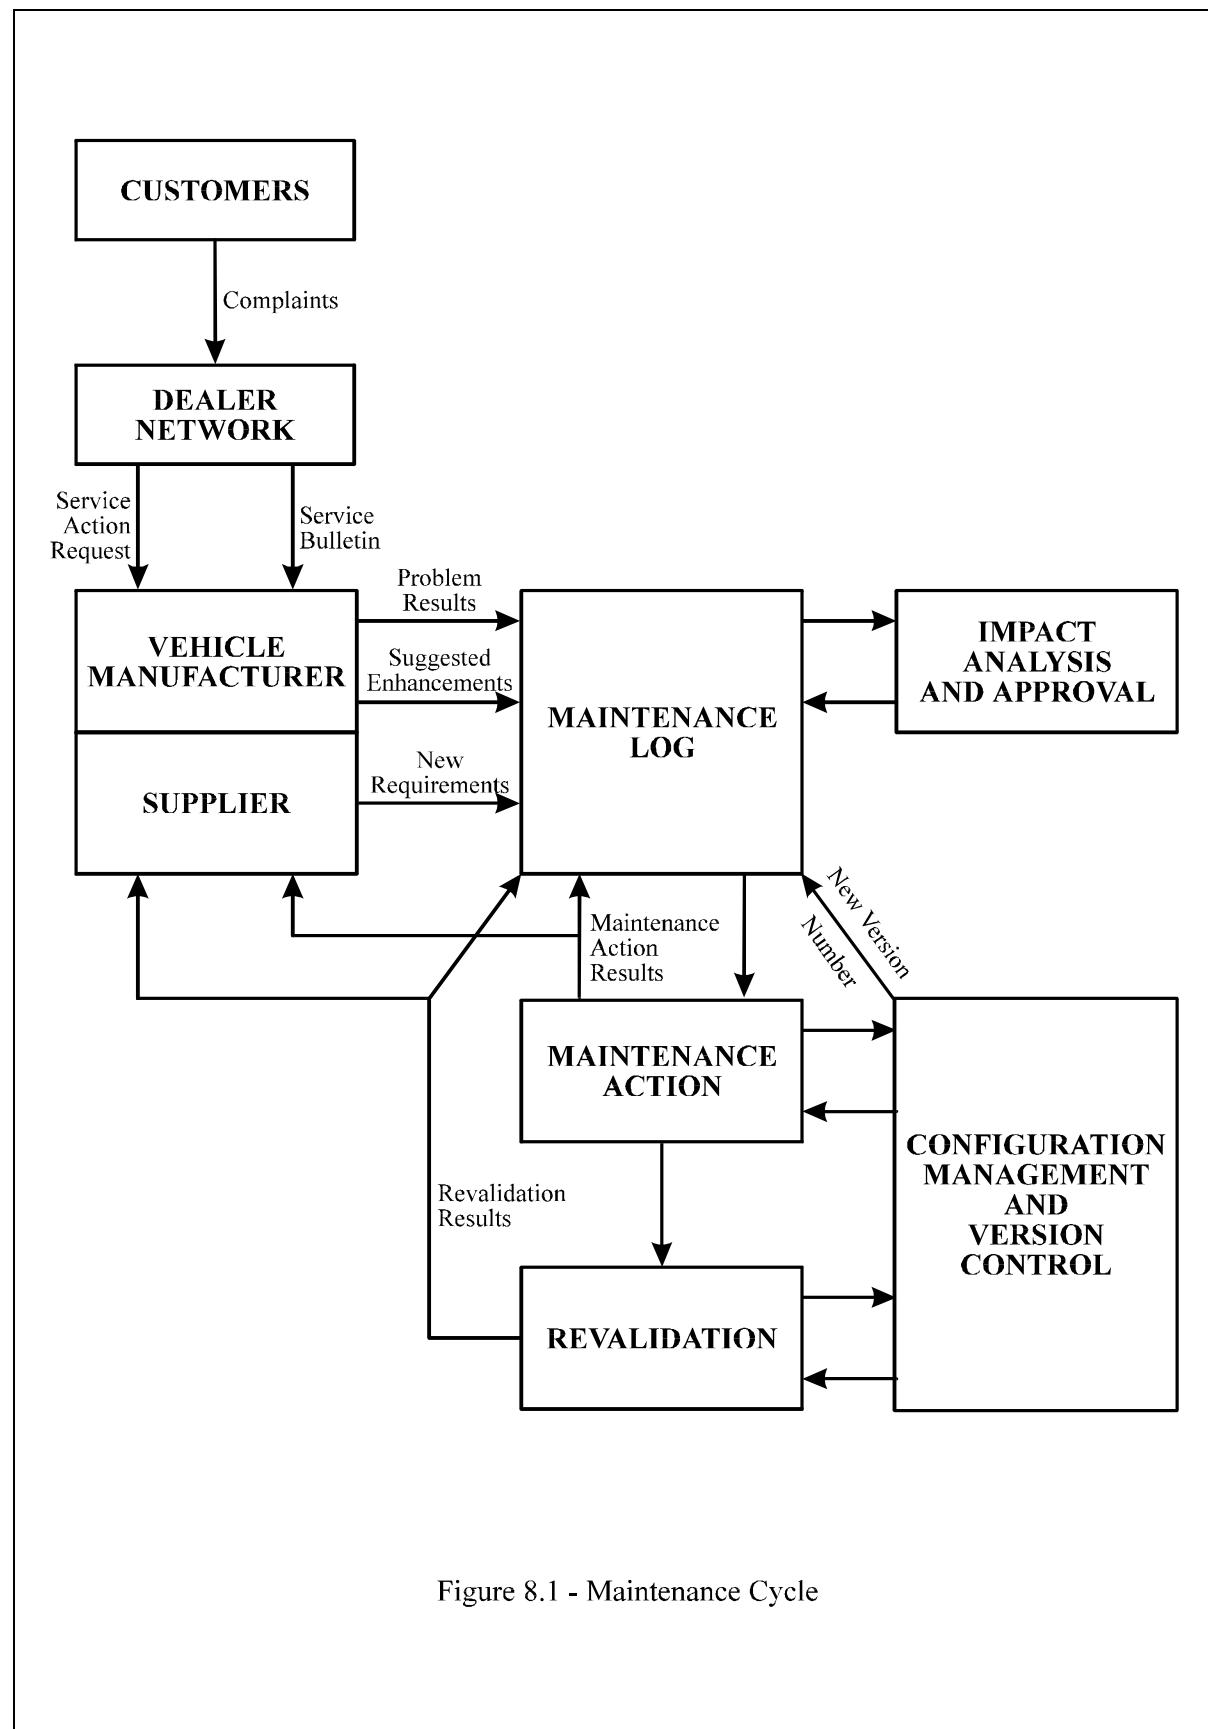 CUSTOMERS
Complaints
DEALER
NETWORK
Service
Action
Request
Service
Bulletin
VEHICLE
MANUFACTURER
SUPPLIER
Problem
Results
Suggested
Enhancements
New
Requirements
MAINTENANCE
LOG
IMPACT
ANALYSIS
AND APPROVAL
Maintenance
Action
Results
New Version
Number
MAINTENANCE
ACTION
CONFIGURATION
MANAGEMENT
AND
VERSION
CONTROL
Revalidation
Results
REVALIDATION
Figure 8.1 - Maintenance Cycle